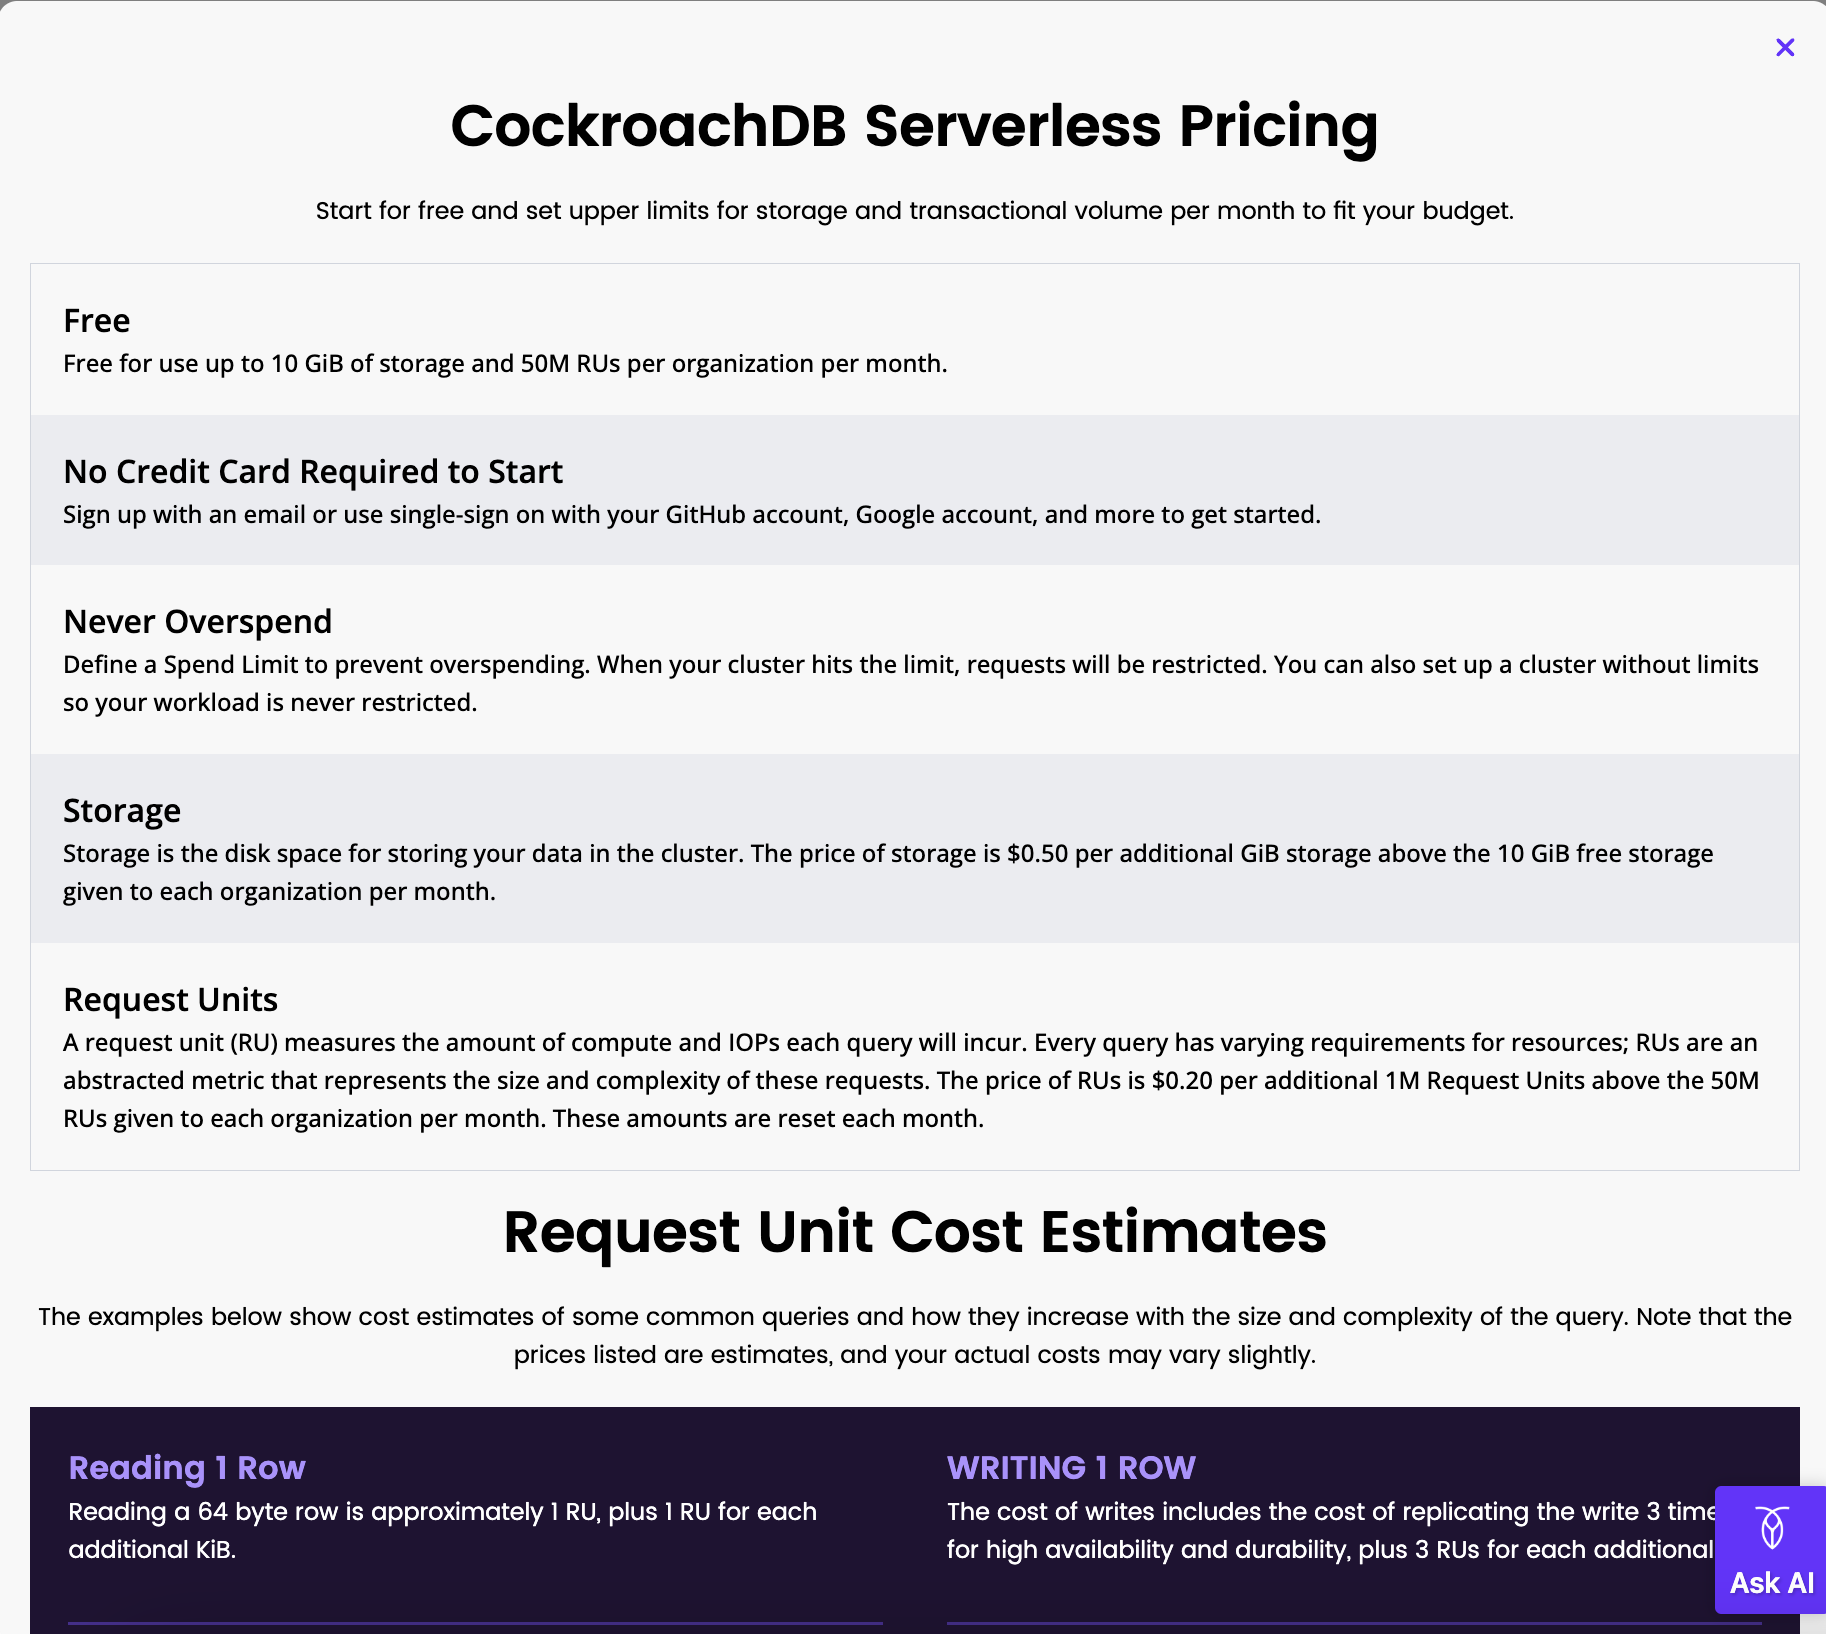 CockroachDB Serverless Pricing
Start for free and set upper limits for storage and transactional volume per month to fit your budget.
Free
Free for use up to 10 GiB of storage and 50M RUs per organization per month.
No Credit Card Required to Start
Sign up with an email or use single-sign on with your GitHub account, Google account, and more to get started.
Never Overspend
Define a Spend Limit to prevent overspending. When your cluster hits the limit, requests will be restricted. You can also set up a cluster without limits
so your workload is never restricted.
Storage
Storage is the disk space for storing your data in the cluster. The price of storage is $0.50 per additional GiB storage above the 10 GiB free storage
given to each organization per month.
Request Units
A request unit (RU) measures the amount of compute and IOPs each query will incur. Every query has varying requirements for resources; RUs are an
abstracted metric that represents the size and complexity of these requests. The price of RUs is $0.20 per additional 1M Request Units above the 50M
RUs given to each organization per month. These amounts are reset each month.
Request Unit Cost Estimates
The examples below show cost estimates of some common queries and how they increase with the size and complexity of the query. Note that the
prices listed are estimates, and your actual costs may vary slightly.
Reading 1 Row
Reading a 64 byte row is approximately 1 RU, plus 1 RU for each
additional KiB.
WRITING 1 ROW
The cost of writes includes the cost of replicating the write 3 time
for high availability and durability, plus 3 RUs for each additional
Ask AI